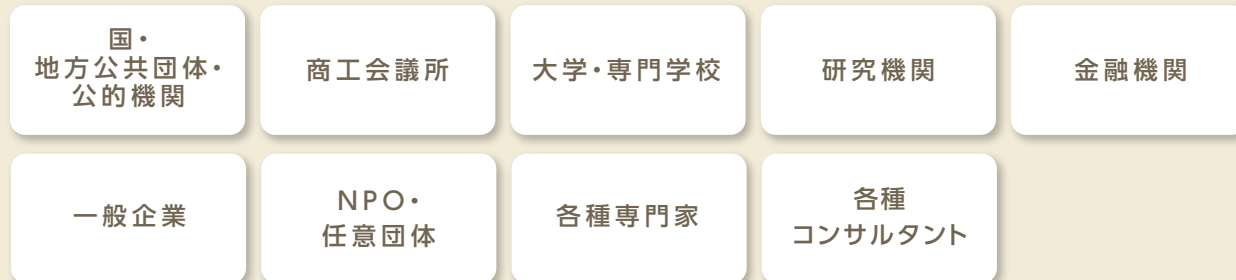 国・
地方公共団体・
公的機関
商工会議所
大学・専門学校
研究機関
金融機関
一般企業
NPO・
任意団体
各種専門家
各種
コンサルタント